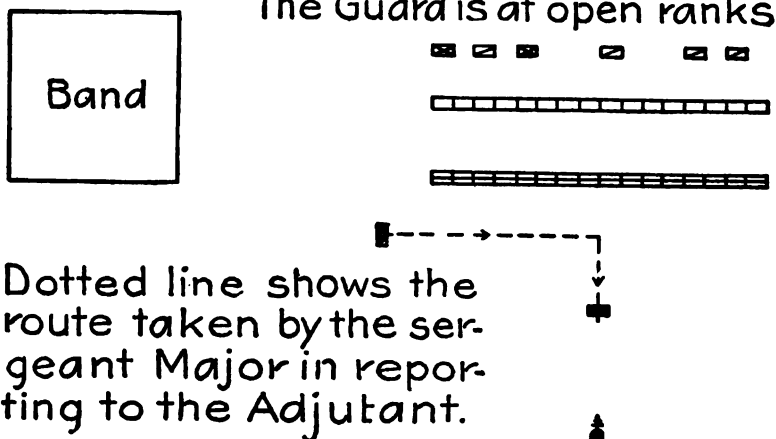 The Guard is at open ranks
Band
Dotted line shows the
route taken by the ser-
geant Major in repor-
ting to the Adjutant.